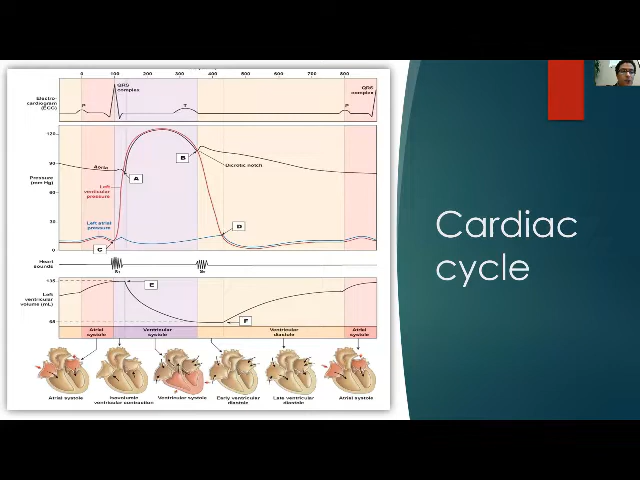 0 100 200 300 400 500 600 700 800
QRS
complex
QRS
complex
Electro-
cardiogram
(ECG)
P
T
P
120
B
Dicrotic notch
90
Aorta
A
Pressure
(mm Hg)
Left
ventricular
pressure
60
30
Left atrial
pressure
D
0
C
Heart
sounds
S1
S2
135
E
Left
ventricular
volume (mL)
65
F
Atrial
systole
Ventricular
systole
Ventricular
diastole
Atrial
systole
Atrial systole
Isovolumic
ventricular contraction
Ventricular systole
Early ventricular
diastole
Late ventricular
diastole
Atrial systole
Cardiac
cycle